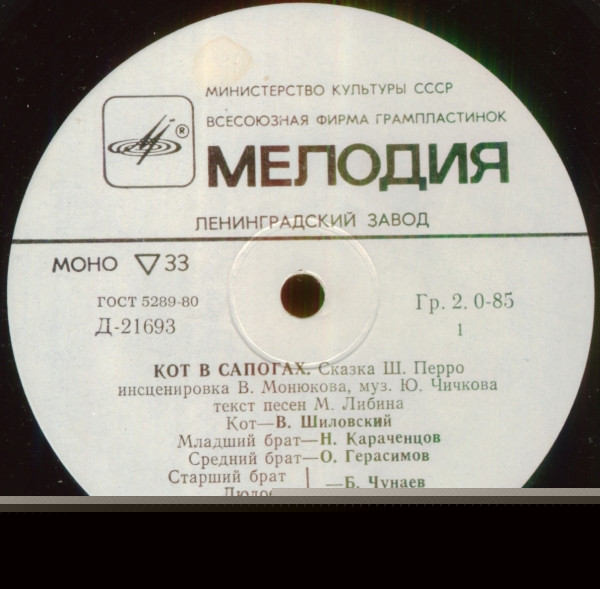 МИНИСТЕРСТВО КУЛЬТУРЫ СССР
ВСЕСОЮЗНАЯ ФИРМА ГРАМПЛАСТИНОК
®
МЕЛОДИЯ
ЛЕНИНГРАДСКИЙ ЗАВОД
МОНО ▽ 33
ГОСТ 5289-80
Гр. 2. 0-85
Д-21693
1
КОТ В САПОГАХ. Сказка Ш. Перро
инсценировка В. Монюкова, муз. Ю. Чичкова
текст песен М. Либина
Кот—В. Шиловский
Младший брат—Н. Караченцов
Средний брат—О. Герасимов
Старший брат
—Б. Чунаев